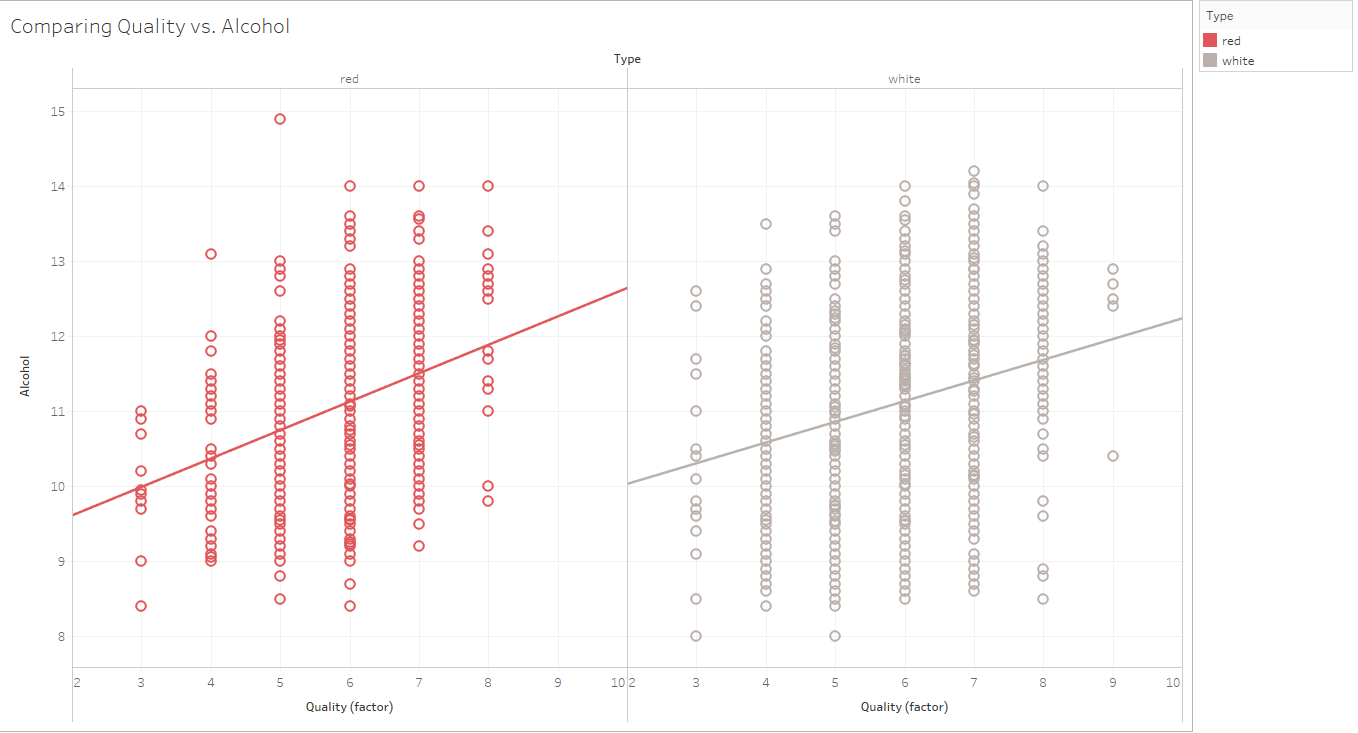 Comparing Quality vs. Alcohol
Type
red
white
Type
red white
15
14
13
12
11
10
9
8
Alcohol
2 3 4 5 6 7 8 9 10 2 3 4 5 6 7 8 9 10
Quality (factor) Quality (factor)